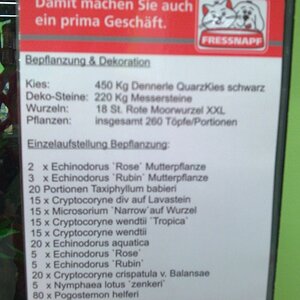 Damit machen Sie auch
ein prima Geschäft.
FRESSNAPF
Bepflanzung & Dekoration
Kies: 450 Kg Dennerle QuarzKies schwarz
Deko-Steine: 220 Kg Messersteine
Wurzeln: 18 St. Rote Moorwurzel XXL
Pflanzen: insgesamt 260 Töpfe/Portionen
Einzelaufstellung Bepflanzung:
2 x Echinodorus `Rose´ Mutterpflanze
3 x Echinodorus `Rubin´ Mutterpflanze
20 Portionen Taxiphyllum babieri
15 x Cryptocoryne div auf Lavastein
15 x Microsorium `Narrow´auf Wurzel
15 x Cryptocoryne wendtii `Tropica´
15 x Cryptocoryne wendtii
20 x Echinodorus aquatica
5 x Echinodorus `Rose´
5 x Echinodorus `Rubin´
20 x Cryptocoryne crispatula v. Balansae
5 x Nymphaea lotus `zenkeri´
80 x Pogostemon helferi